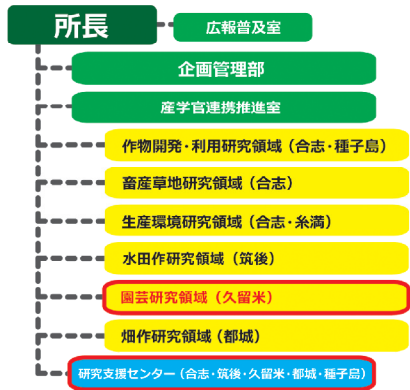 所長
広報普及室
企画管理部
産学官連携推進室
作物開発・利用研究領域（合志・種子島）
畜産草地研究領域（合志）
生産環境研究領域（合志・糸満）
水田作研究領域（筑後）
園芸研究領域（久留米）
畑作研究領域（都城）
研究支援センター（合志・筑後・久留米・都城・種子島）